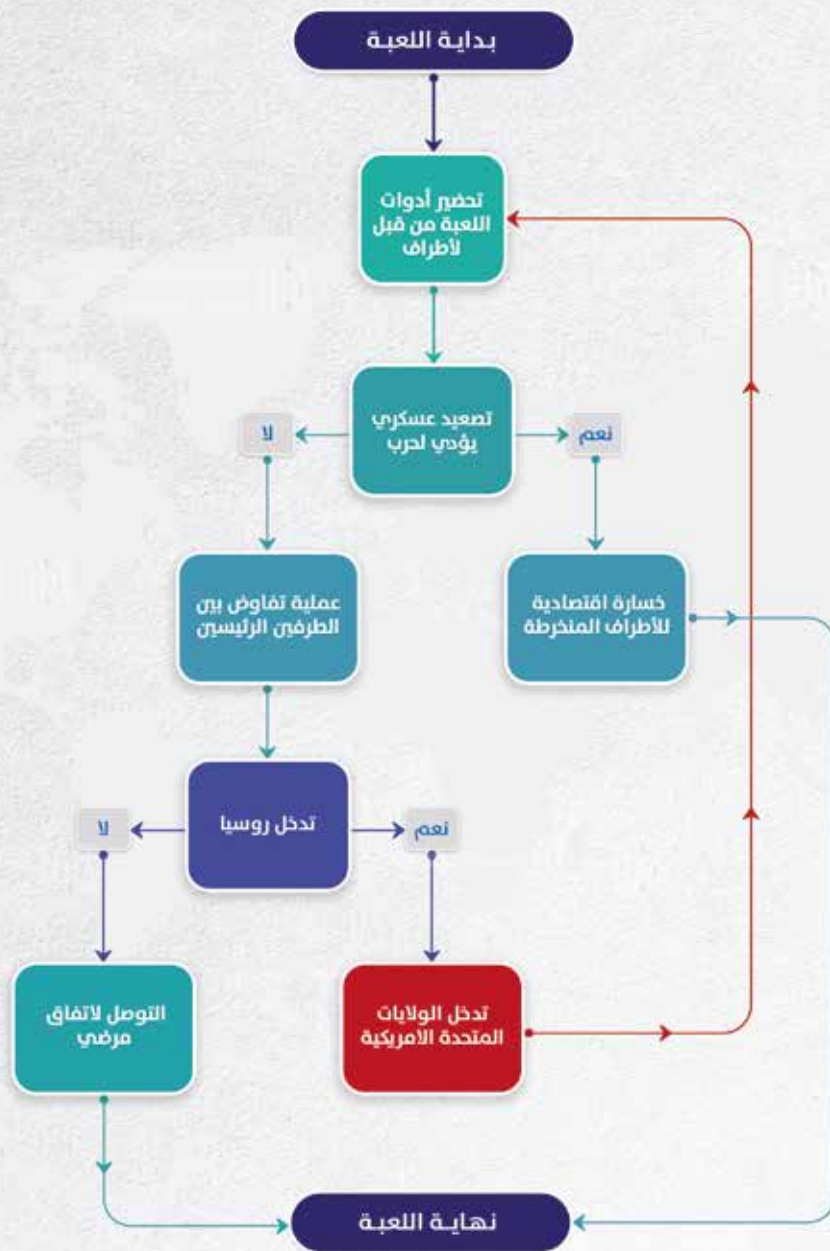 بداية اللعبة
تحضير أدوات
اللعبة من قبل
لأطراف
تصعيد عسكري
يؤدي لحرب
نعم
لا
خسارة اقتصادية
للأطراف المنخرطة
عملية تفاوض بين
الطرفين الرئيسين
تدخل روسيا
نعم
لا
تدخل الولايات
المتحدة الامريكية
التوصل لاتفاق
مرضي
نهاية اللعبة